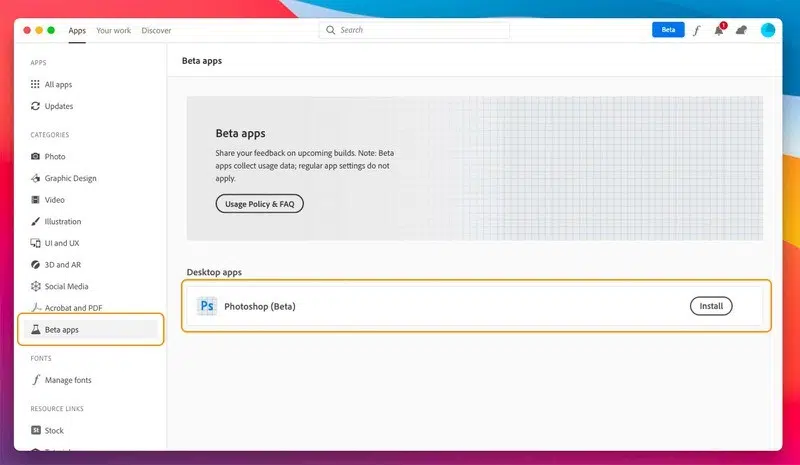 Apps Your work Discover Search Beta 1
APPS
All apps
Updates
CATEGORIES
Photo
Graphic Design
Video
Illustration
UI and UX
3D and AR
Social Media
Acrobat and PDF
Beta apps
FONTS
Manage fonts
RESOURCE LINKS
St Stock
Beta apps
Beta apps
Share your feedback on upcoming builds. Note: Beta
apps collect usage data; regular app settings do not
apply.
Usage Policy & FAQ
Desktop apps
Ps Photoshop (Beta) Install